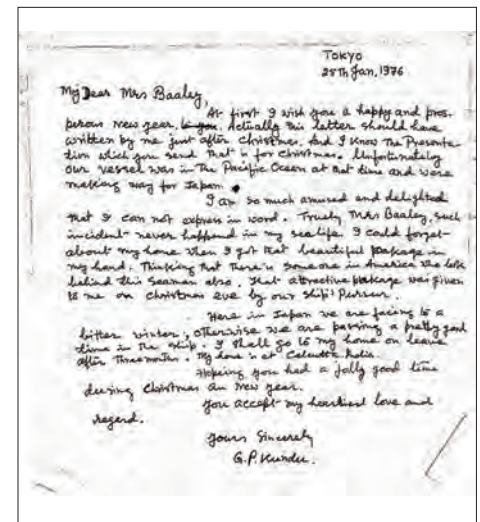 Tokyo
25th Jan, 1976
My Dear Mrs Baaley,
At first I wish you a happy and pros-
perous new year. Actually this letter should have
written by me just after Christmas. And I know the Presenta-
tion which you send that is for christmas. Unfortunately
our vessel was in the Pacific Ocean at that time and were
making way for Japan.
I am so much amused and delighted
that I can not express in word. Truely Mrs Baaley, such
incident never happend in my sea life. I could forget
about my home when I got that beautiful package in
my hand. Thinking that there is some one in America who
behind this seaman also. That attractive package was given
to me on christmas eve by our ship's Purser.
Here in Japan we are facing to a
bitter winter; otherwise we are passing a pretty good
time in the ship. I shall go to my home on leave
after three months. My home is at Calcutta
Hoping you had a jolly good time
during Christmas an new year.
You accept my heartiest love and
regard.
Yours Sincerely
G.P. Kundu.